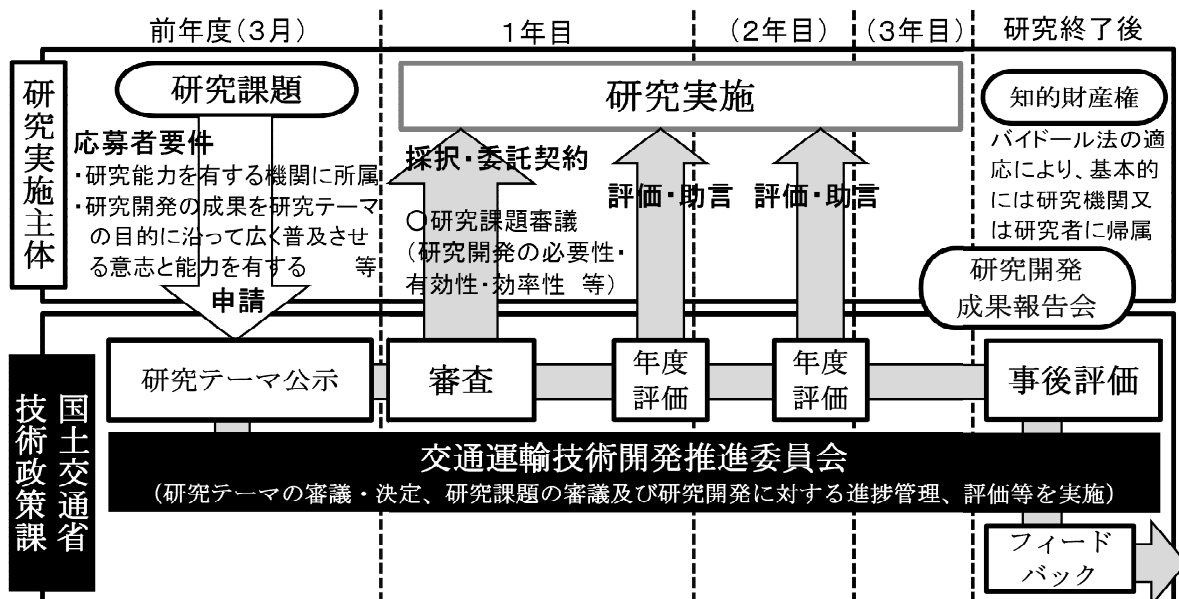 前年度(3月)
1年目
(2年目)
(3年目)
研究終了後
研究実施主体
研究課題
応募者要件
・研究能力を有する機関に所属
・研究開発の成果を研究テーマ
の目的に沿って広く普及させ
る意志と能力を有する 等
申請
研究実施
採択・委託契約
〇研究課題審議
(研究開発の必要性・
有効性・効率性 等)
評価・助言
評価・助言
知的財産権
バイドール法の適
応により、基本的
には研究機関又
は研究者に帰属
研究開発
成果報告会
国土交通省
技術政策課
研究テーマ公示
審査
年度
評価
年度
評価
事後評価
交通運輸技術開発推進委員会
(研究テーマの審議・決定、研究課題の審議及び研究開発に対する進捗管理、評価等を実施)
フィード
バック